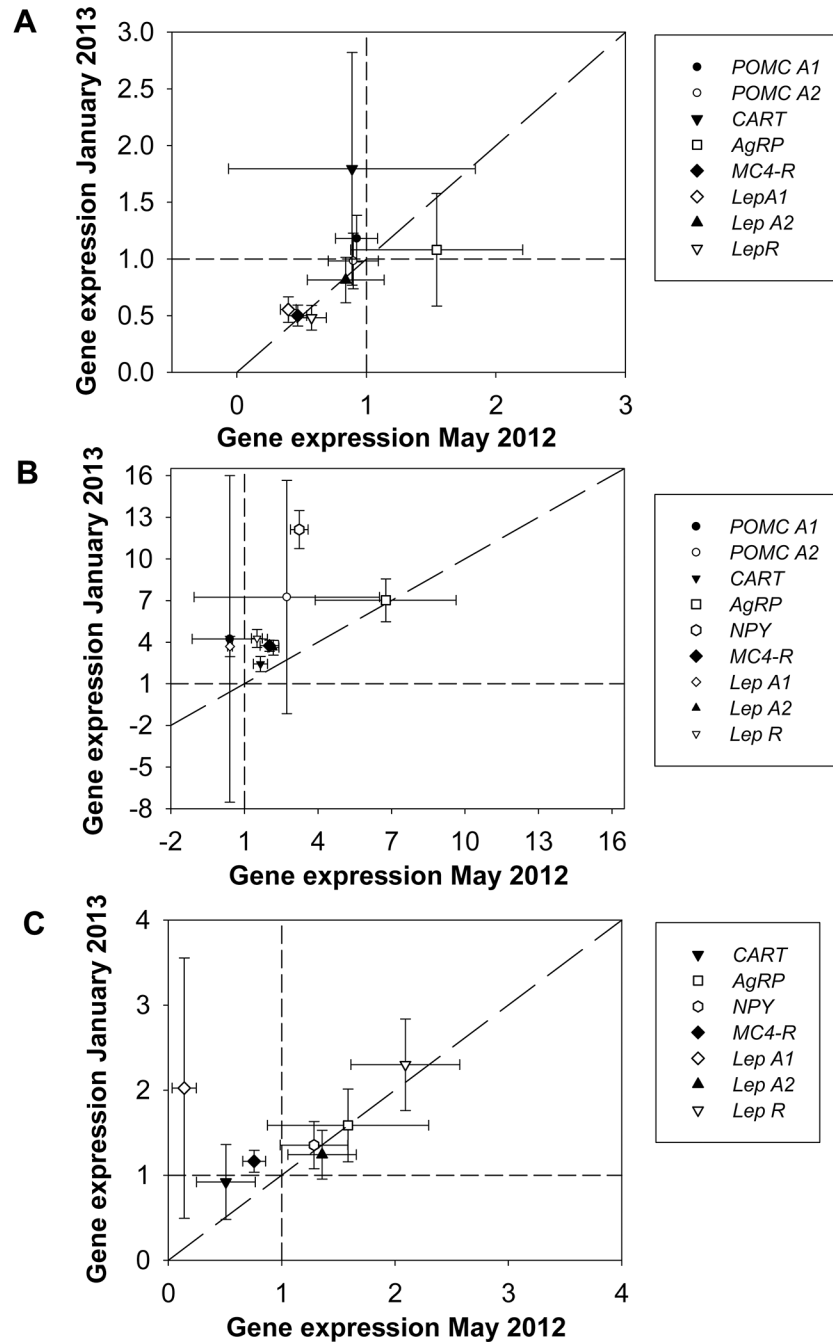 A
Gene expression January 2013
3.0
2.5
2.0
1.5
1.0
0.5
0.0
0 1 2 3
Gene expression May 2012
POMC A1
POMC A2
CART
AgRP
MC4-R
LepA1
Lep A2
LepR
B
Gene expression January 2013
16
13
10
7
4
1
-2
-5
-8
-2 1 4 7 10 13 16
Gene expression May 2012
POMC A1
POMC A2
CART
AgRP
NPY
MC4-R
Lep A1
Lep A2
Lep R
C
Gene expression January 2013
4
3
2
1
0
0 1 2 3 4
Gene expression May 2012
CART
AgRP
NPY
MC4-R
Lep A1
Lep A2
Lep R